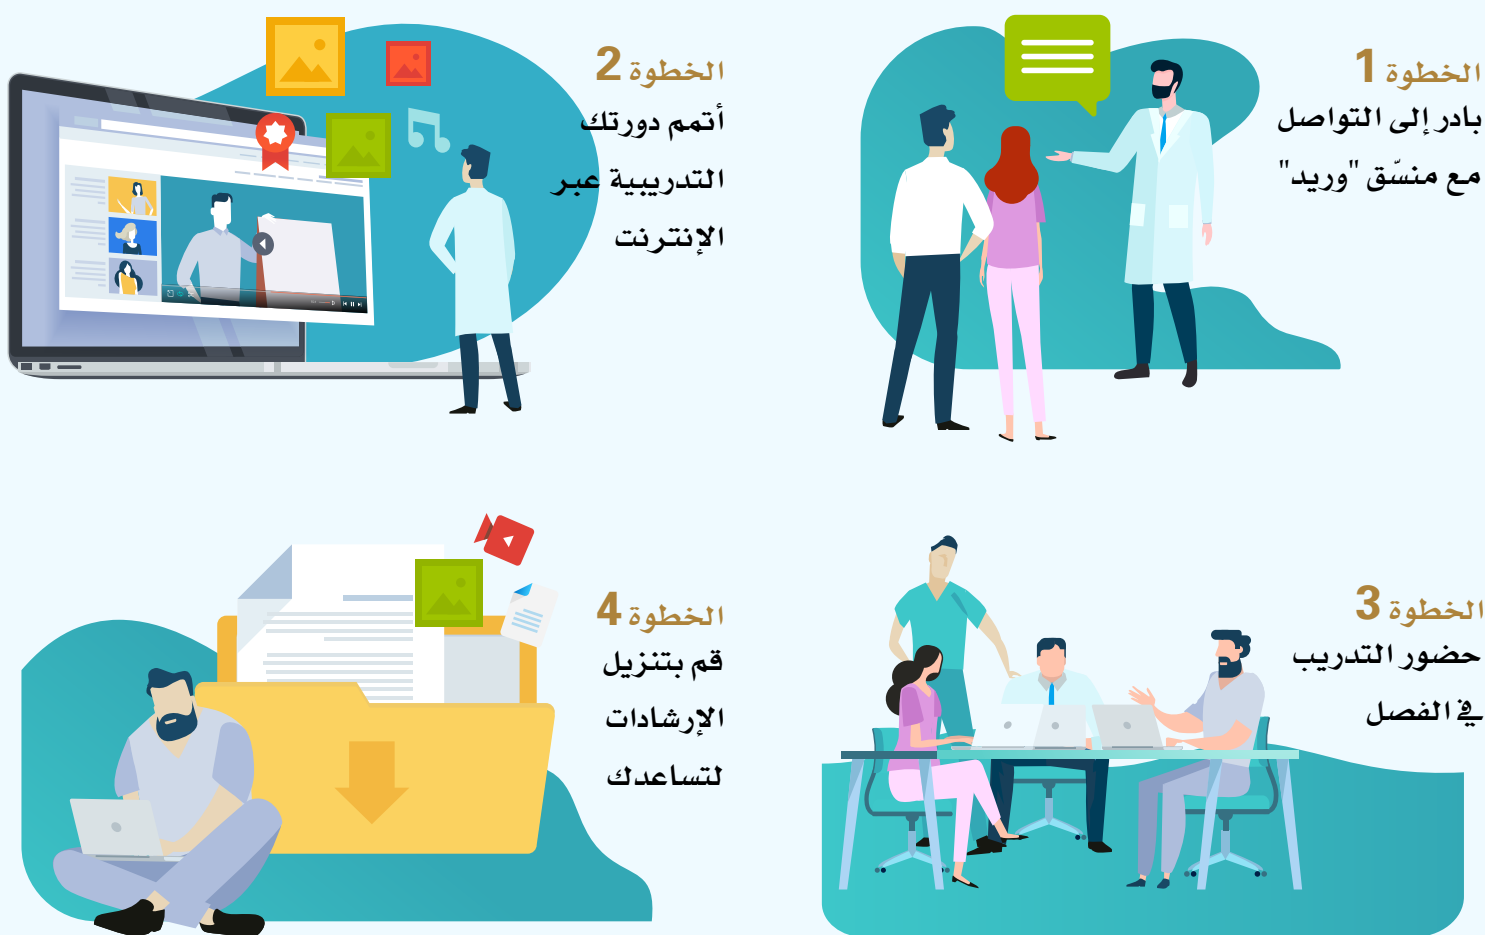 الخطوة 1
بادر إلى التواصل
مع منسّق "وريد"
الخطوة 2
أتمم دورتك
التدريبية عبر
الإنترنت
الخطوة 3
حضور التدريب
في الفصل
الخطوة 4
قم بتنزيل
الإرشادات
لتساعدك